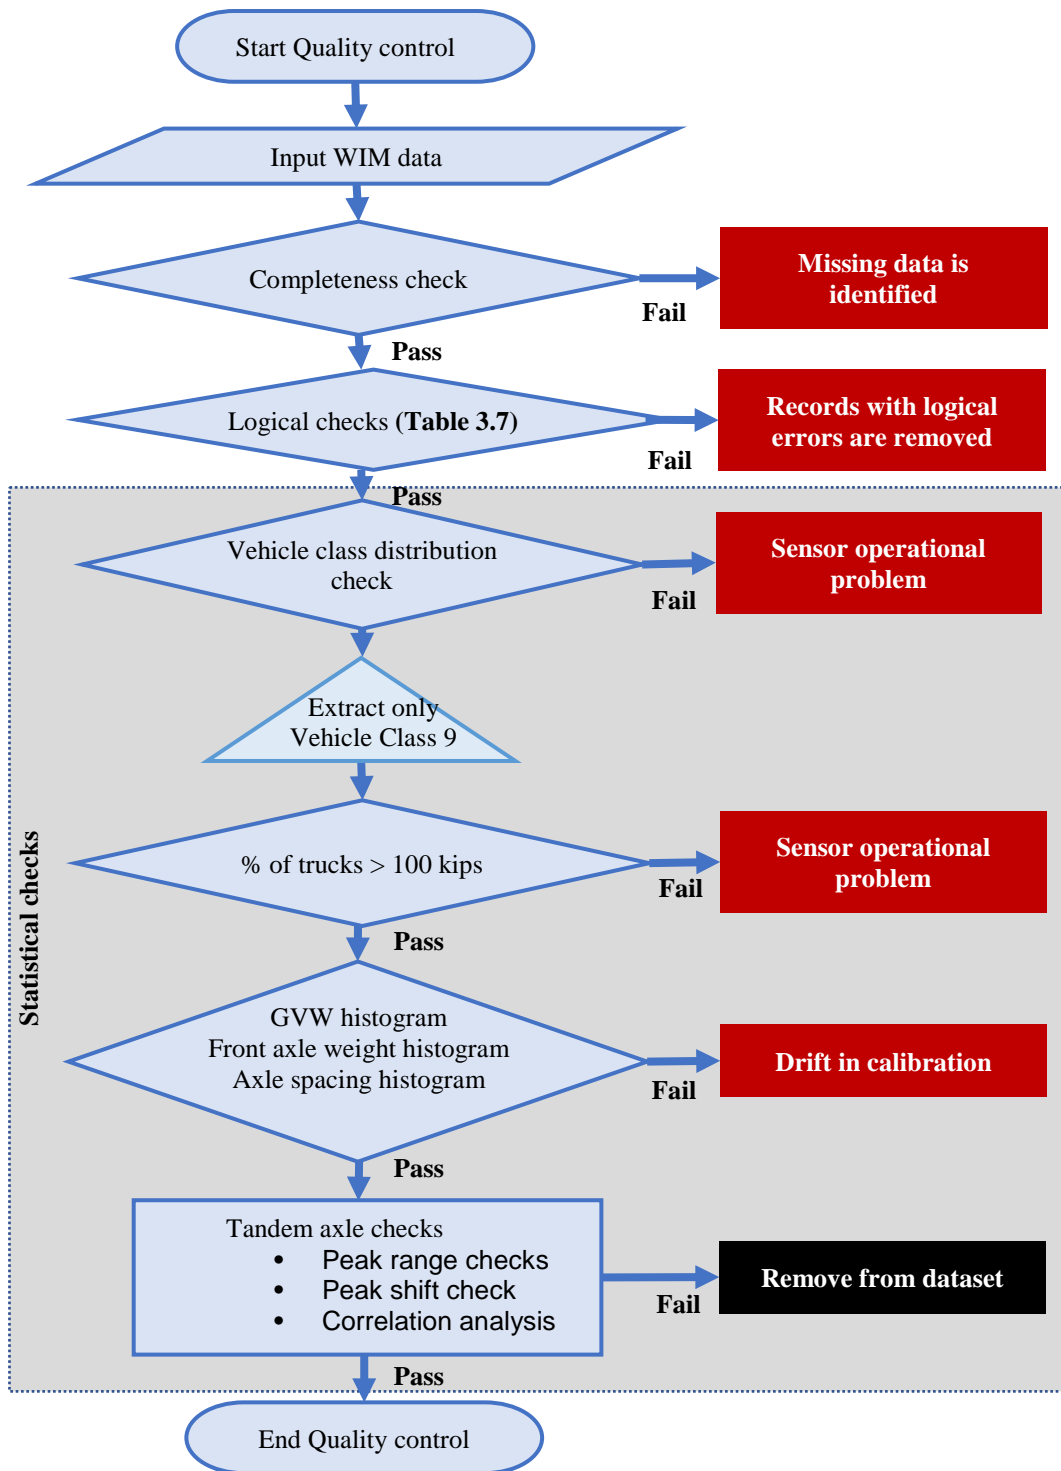 Start Quality control
Input WIM data
Completeness check
Missing data is
identified
Fail
Pass
Logical checks (Table 3.7)
Records with logical
errors are removed
Fail
Pass
Statistical checks
Vehicle class distribution
check
Sensor operational
problem
Fail
Extract only
Vehicle Class 9
% of trucks > 100 kips
Sensor operational
problem
Fail
Pass
GVW histogram
Front axle weight histogram
Axle spacing histogram
Drift in calibration
Fail
Pass
Tandem axle checks
• Peak range checks
• Peak shift check
• Correlation analysis
Remove from dataset
Fail
Pass
End Quality control